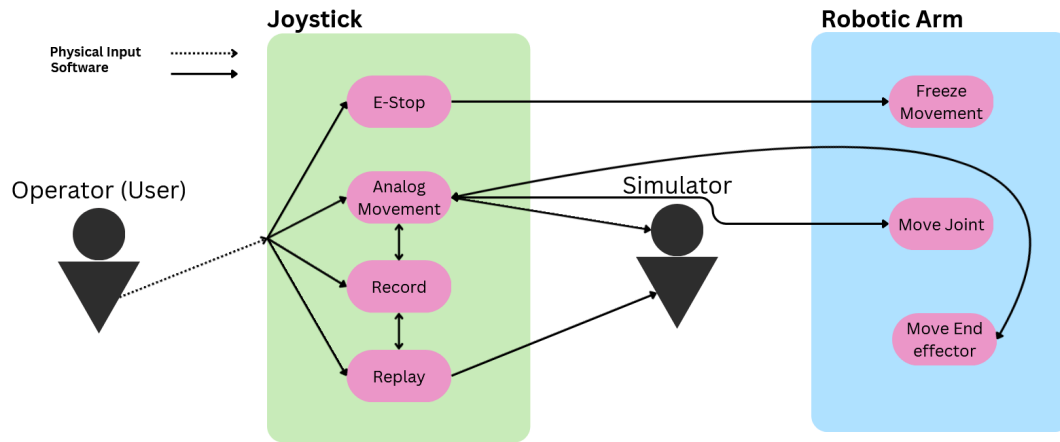 Joystick
Robotic Arm
Physical Input
Software
E-Stop
Freeze
Movement
Operator (User)
Analog
Movement
Simulator
Move Joint
Record
Move End
effector
Replay